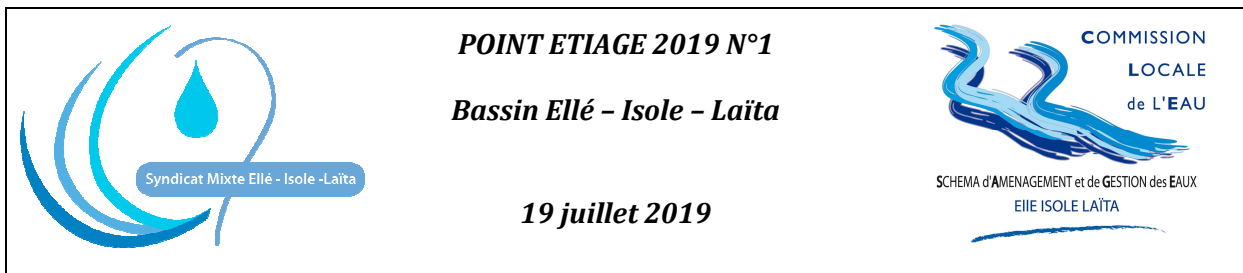 Syndicat Mixte Ellé - Isole -Laïta
POINT ETIAGE 2019 N°1
Bassin Ellé – Isole – Laïta
19 juillet 2019
COMMISSION
LOCALE
de L'EAU
SCHEMA d'AMENAGEMENT et de GESTION des EAUX
EllE ISOLE LAÏTA